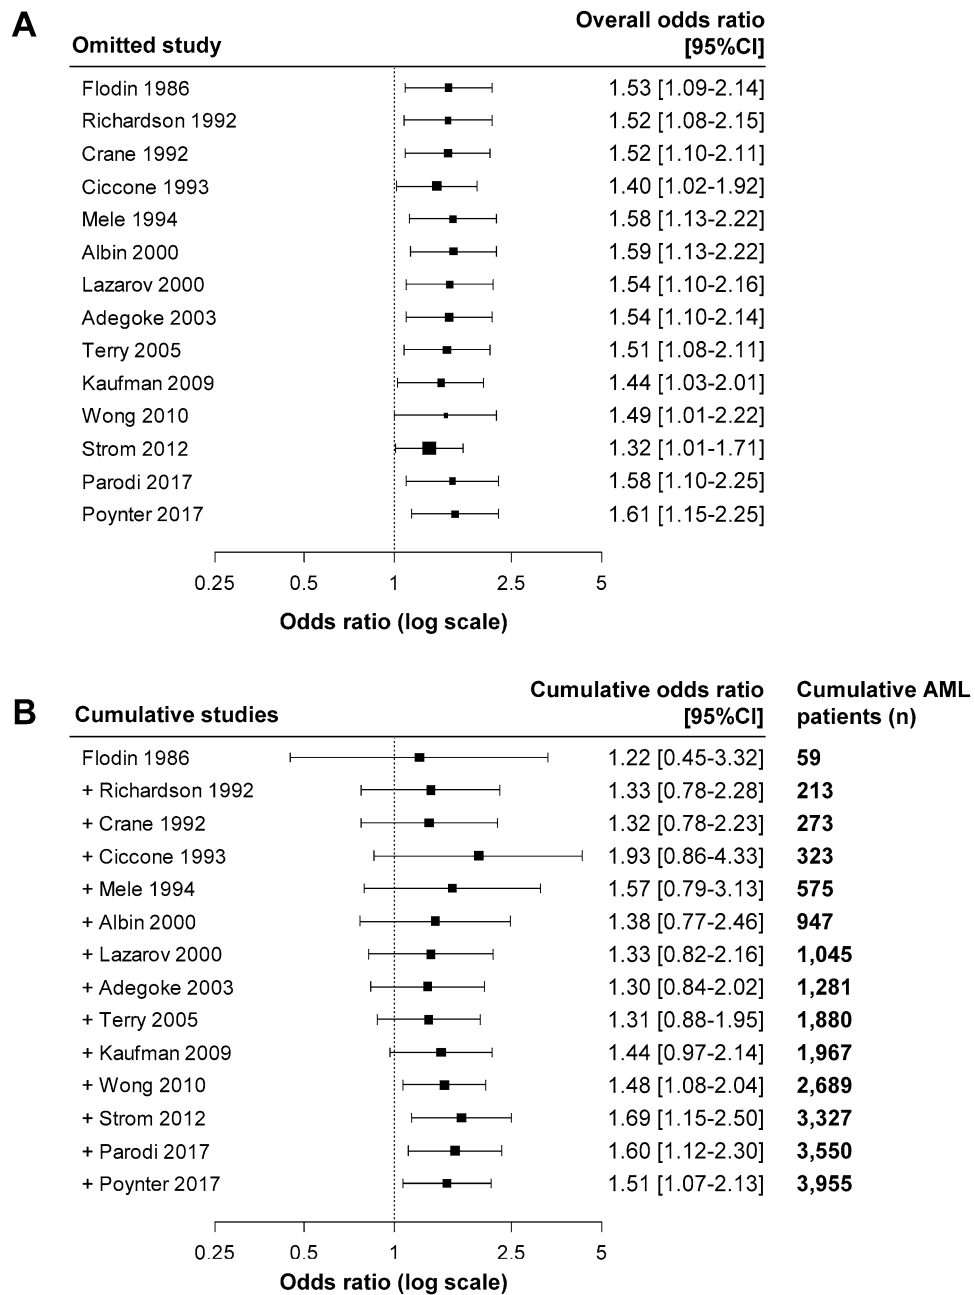 A
Omitted study
Overall odds ratio
[95%CI]
Flodin 1986 1.53 [1.09-2.14]
Richardson 1992 1.52 [1.08-2.15]
Crane 1992 1.52 [1.10-2.11]
Ciccone 1993 1.40 [1.02-1.92]
Mele 1994 1.58 [1.13-2.22]
Albin 2000 1.59 [1.13-2.22]
Lazarov 2000 1.54 [1.10-2.16]
Adegoke 2003 1.54 [1.10-2.14]
Terry 2005 1.51 [1.08-2.11]
Kaufman 2009 1.44 [1.03-2.01]
Wong 2010 1.49 [1.01-2.22]
Strom 2012 1.32 [1.01-1.71]
Parodi 2017 1.58 [1.10-2.25]
Poynter 2017 1.61 [1.15-2.25]
0.25 0.5 1 2.5 5
Odds ratio (log scale)
B
Cumulative studies
Cumulative odds ratio
[95%CI]
Cumulative AML
patients (n)
Flodin 1986 1.22 [0.45-3.32] 59
+ Richardson 1992 1.33 [0.78-2.28] 213
+ Crane 1992 1.32 [0.78-2.23] 273
+ Ciccone 1993 1.93 [0.86-4.33] 323
+ Mele 1994 1.57 [0.79-3.13] 575
+ Albin 2000 1.38 [0.77-2.46] 947
+ Lazarov 2000 1.33 [0.82-2.16] 1,045
+ Adegoke 2003 1.30 [0.84-2.02] 1,281
+ Terry 2005 1.31 [0.88-1.95] 1,880
+ Kaufman 2009 1.44 [0.97-2.14] 1,967
+ Wong 2010 1.48 [1.08-2.04] 2,689
+ Strom 2012 1.69 [1.15-2.50] 3,327
+ Parodi 2017 1.60 [1.12-2.30] 3,550
+ Poynter 2017 1.51 [1.07-2.13] 3,955
0.25 0.5 1 2.5 5
Odds ratio (log scale)